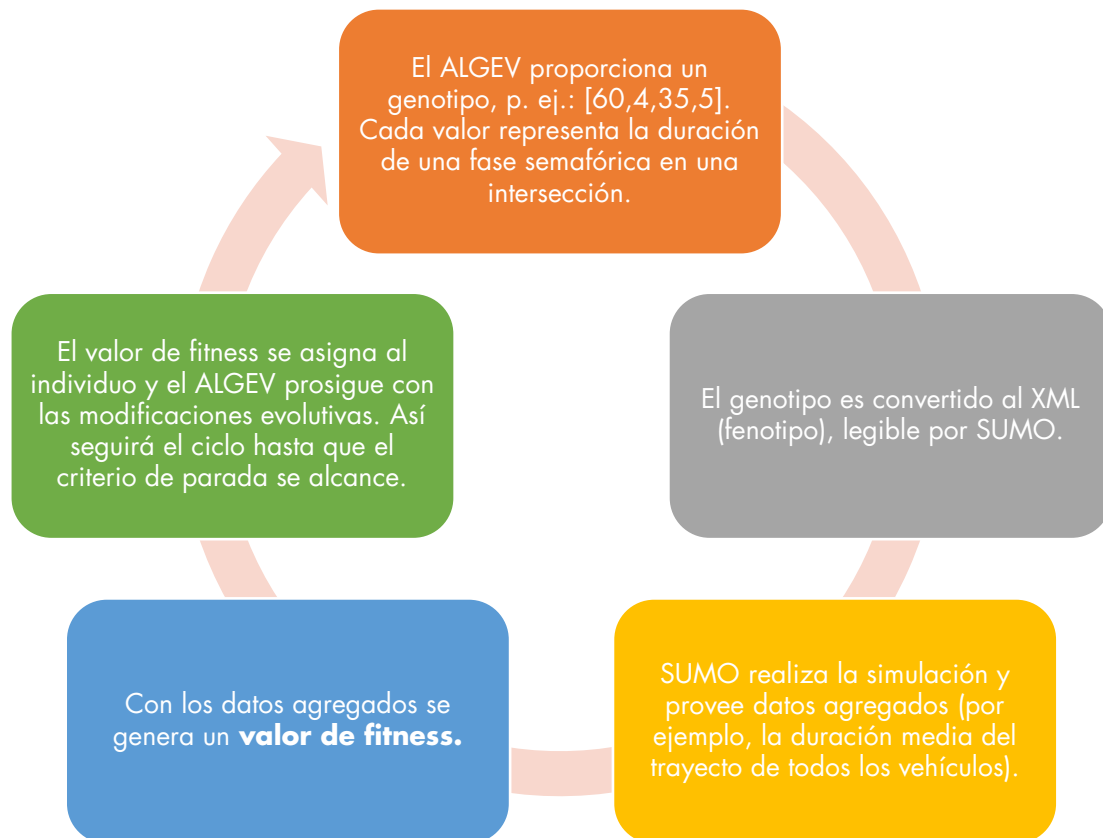 El ALGEV proporciona un
genotipo, p. ej.: [60,4,35,5].
Cada valor representa la duración
de una fase semafórica en una
intersección.
El genotipo es convertido al XML
(fenotipo), legible por SUMO.
SUMO realiza la simulación y
provee datos agregados (por
ejemplo, la duración media del
trayecto de todos los vehículos).
Con los datos agregados se
genera un valor de fitness.
El valor de fitness se asigna al
individuo y el ALGEV prosigue con
las modificaciones evolutivas. Así
seguirá el ciclo hasta que el
criterio de parada se alcance.